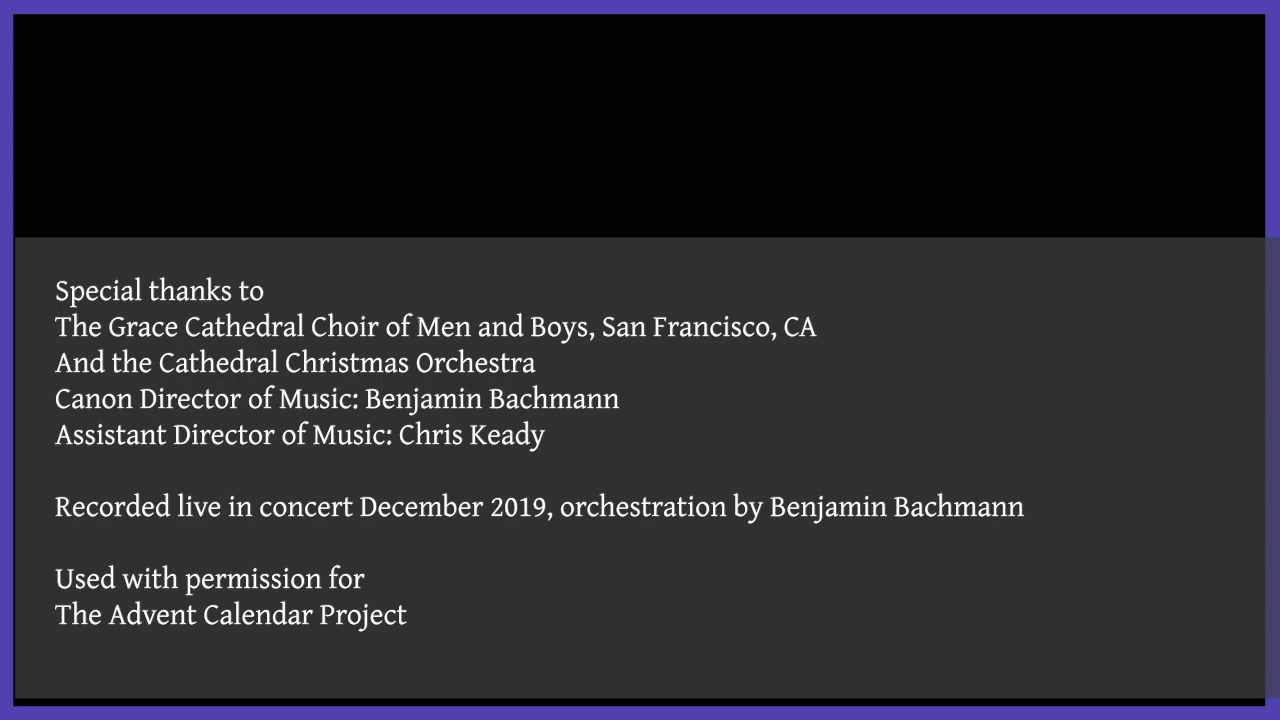 Special thanks to
The Grace Cathedral Choir of Men and Boys, San Francisco, CA
And the Cathedral Christmas Orchestra
Canon Director of Music: Benjamin Bachmann
Assistant Director of Music: Chris Keady
Recorded live in concert December 2019, orchestration by Benjamin Bachmann
Used with permission for
The Advent Calendar Project